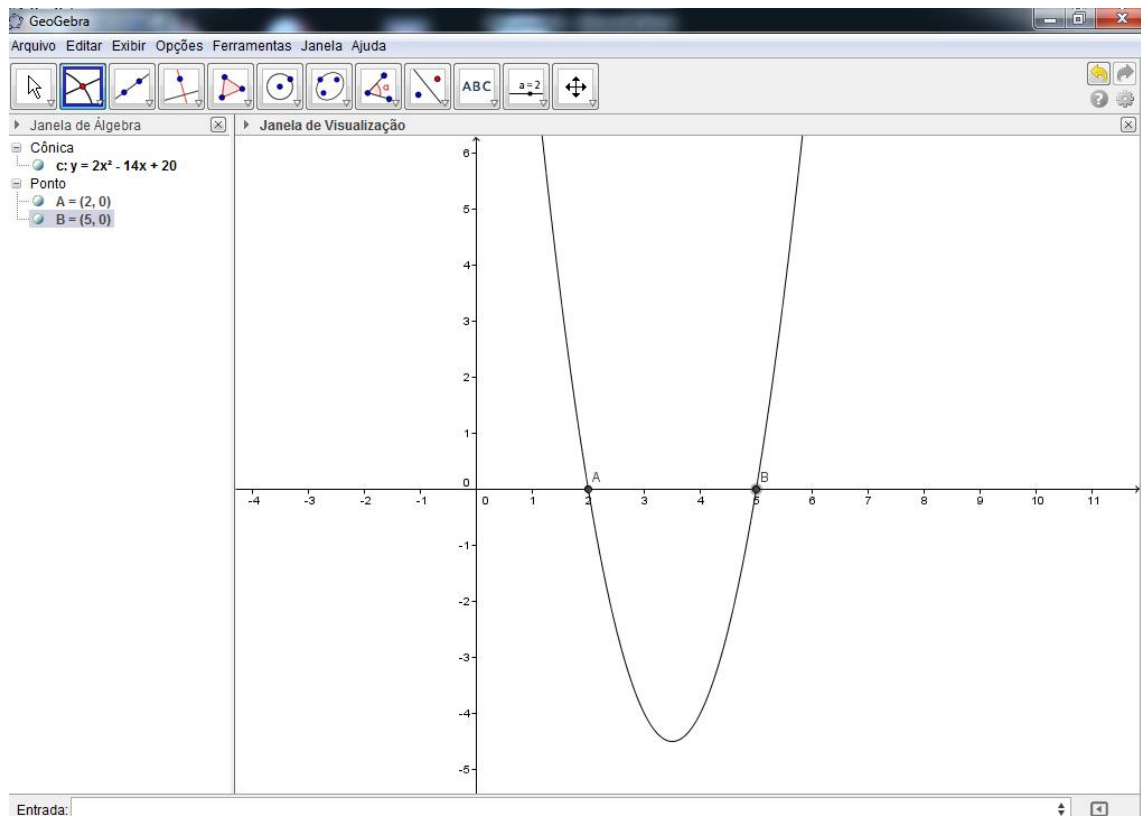 GeoGebra
Arquivo Editar Exibir Opções Ferramentas Janela Ajuda
ABC
a=2
α
Janela de Álgebra
Janela de Visualização
Cônica
c: y = 2x² - 14x + 20
Ponto
A = (2, 0)
B = (5, 0)
6
5
4
3
2
1
0
A
B
-4 -3 -2 -1 0 1 2 3 4 5 6 7 8 9 10 11
-1
-2
-3
-4
-5
Entrada: